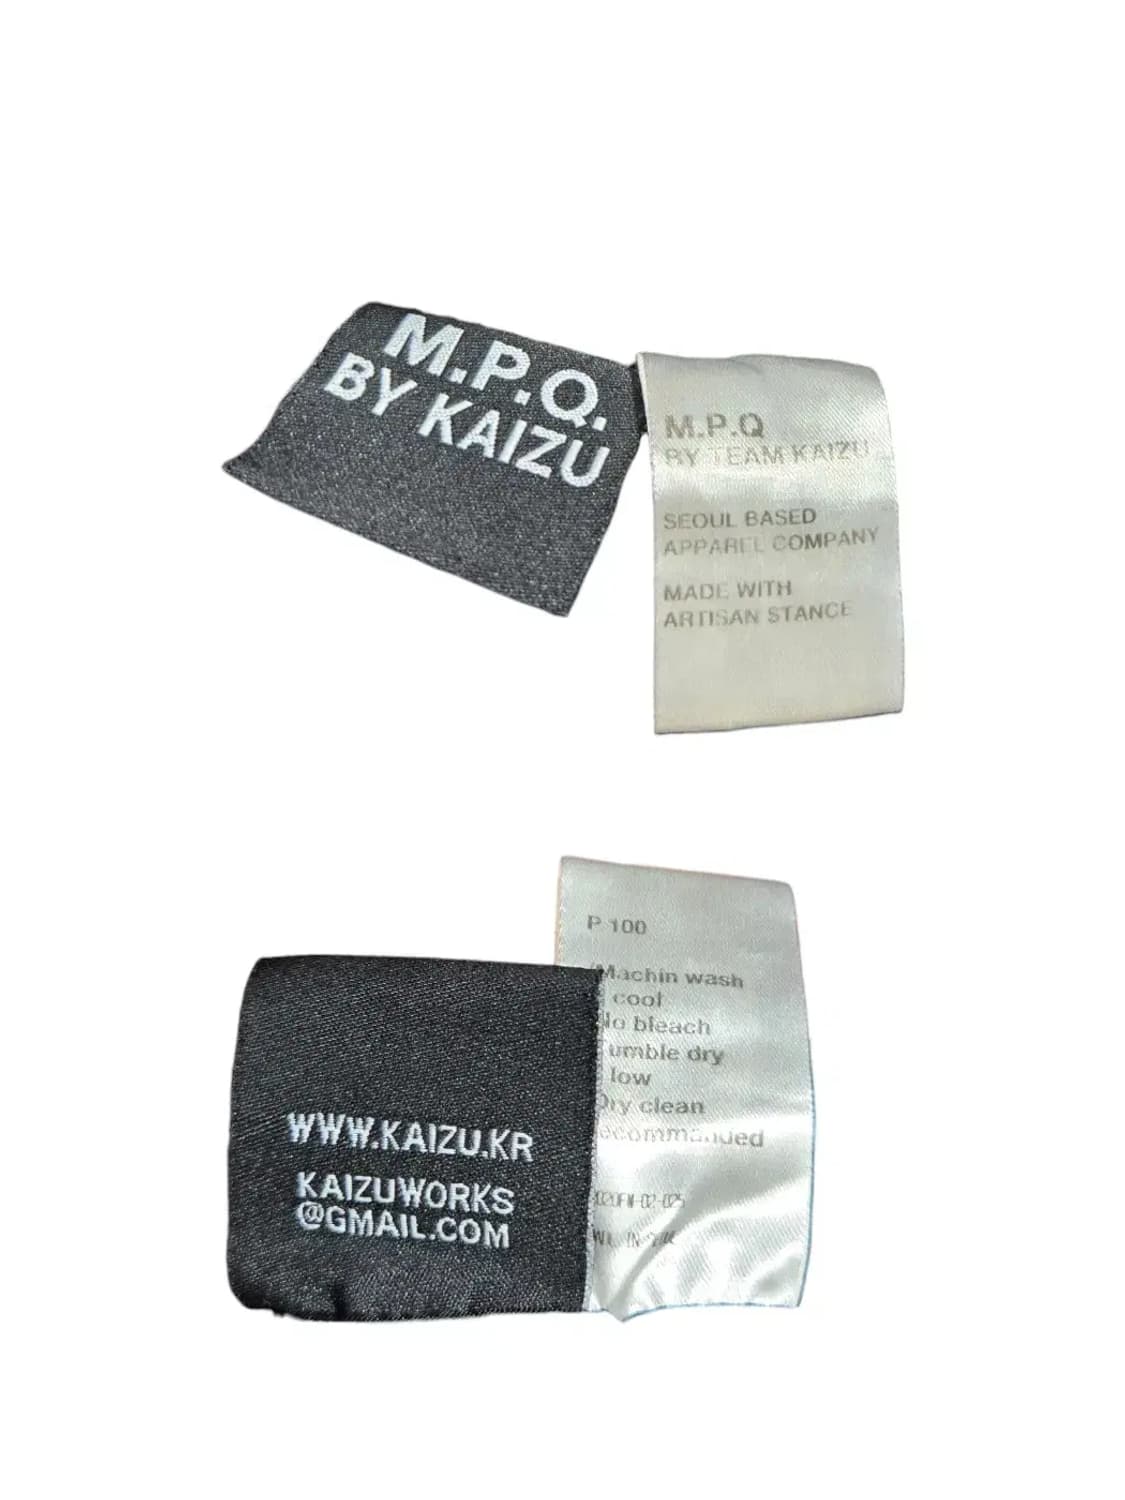 M.P.Q.
BY KAIZU
M.P.Q
BY TEAM KAIZU
SEOUL BASED
APPAREL COMPANY
MADE WITH
ARTISAN STANCE
P 100
Machin wash
cool
No bleach
umble dry
low
Dry clean
ecommanded
WWW.KAIZU.KR
KAIZUWORKS
@GMAIL.COM